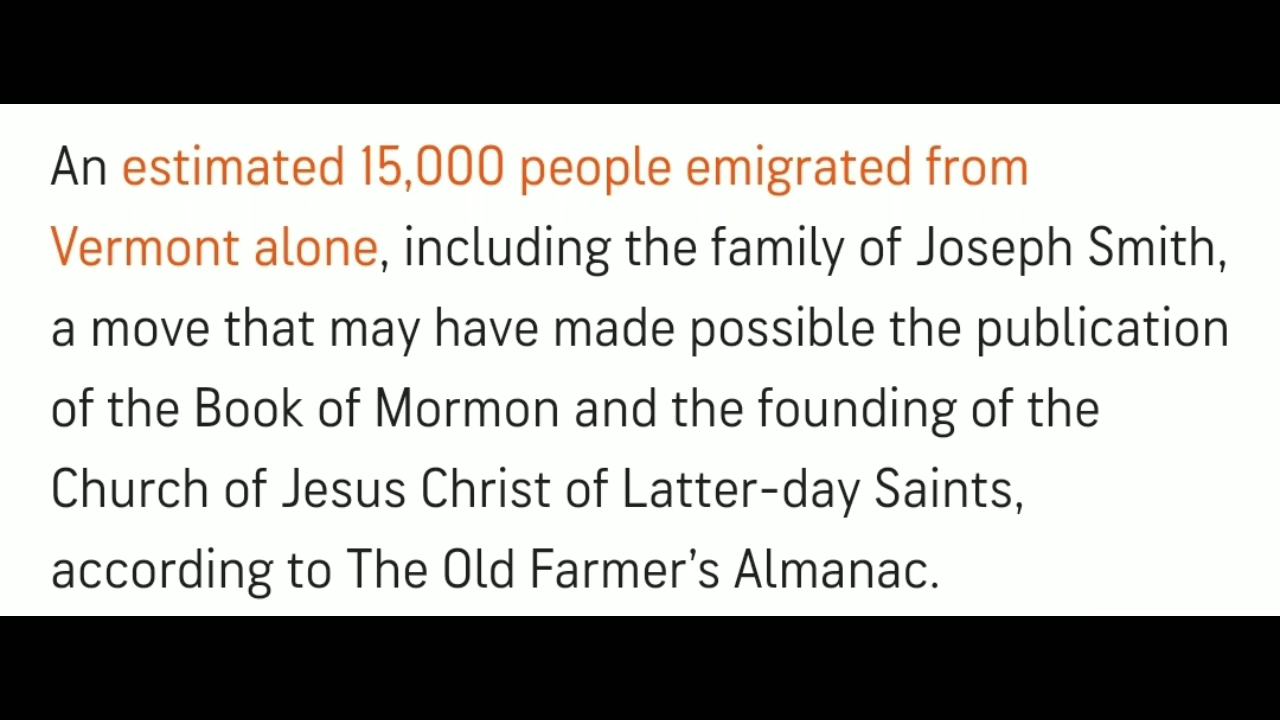 An estimated 15,000 people emigrated from
Vermont alone, including the family of Joseph Smith,
a move that may have made possible the publication
of the Book of Mormon and the founding of the
Church of Jesus Christ of Latter-day Saints,
according to The Old Farmer’s Almanac.